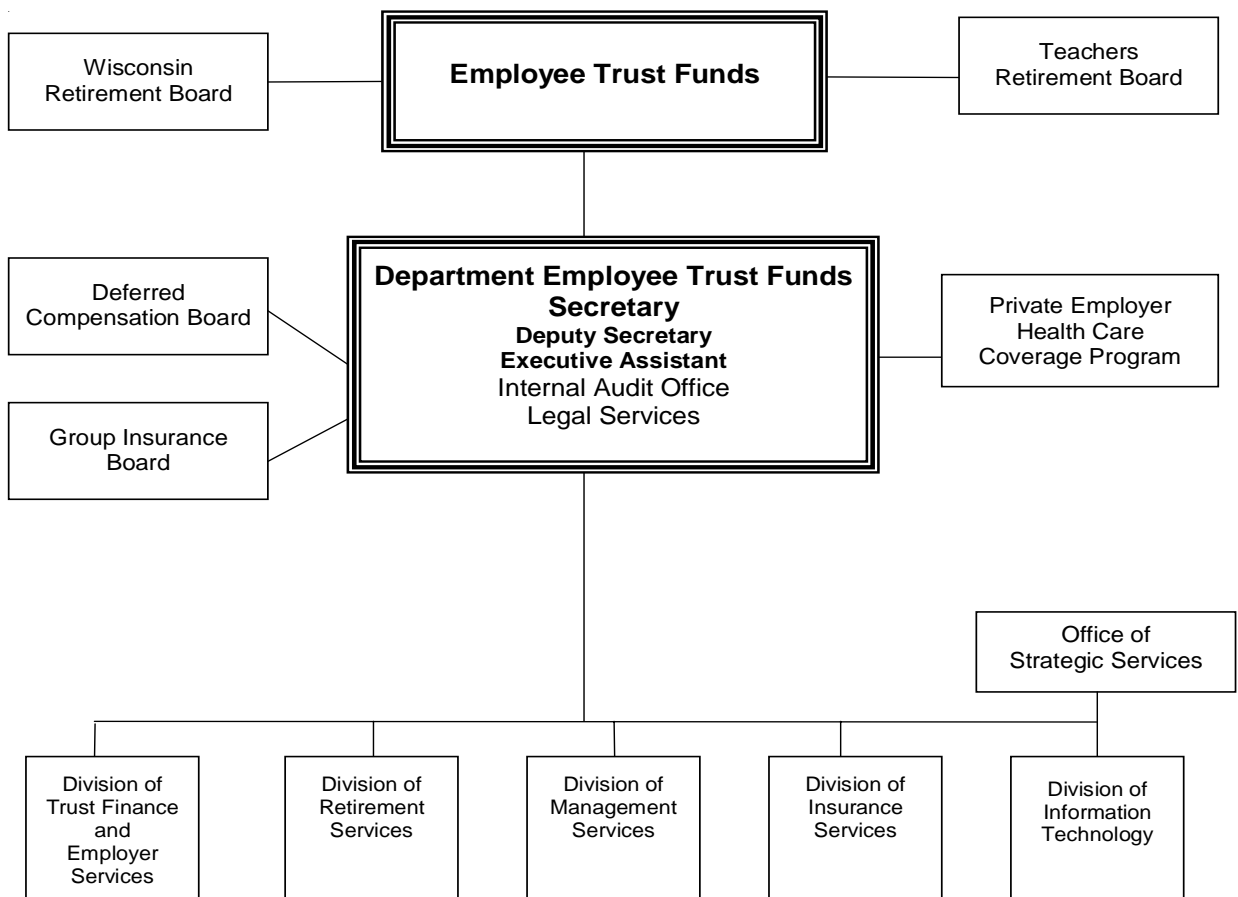 Wisconsin
Retirement Board
Employee Trust Funds
Teachers
Retirement Board
Deferred
Compensation Board
Group Insurance
Board
Department Employee Trust Funds
Secretary
Deputy Secretary
Executive Assistant
Internal Audit Office
Legal Services
Private Employer
Health Care
Coverage Program
Office of
Strategic Services
Division of
Trust Finance
and
Employer
Services
Division of
Retirement
Services
Division of
Management
Services
Division of
Insurance
Services
Division of
Information
Technology